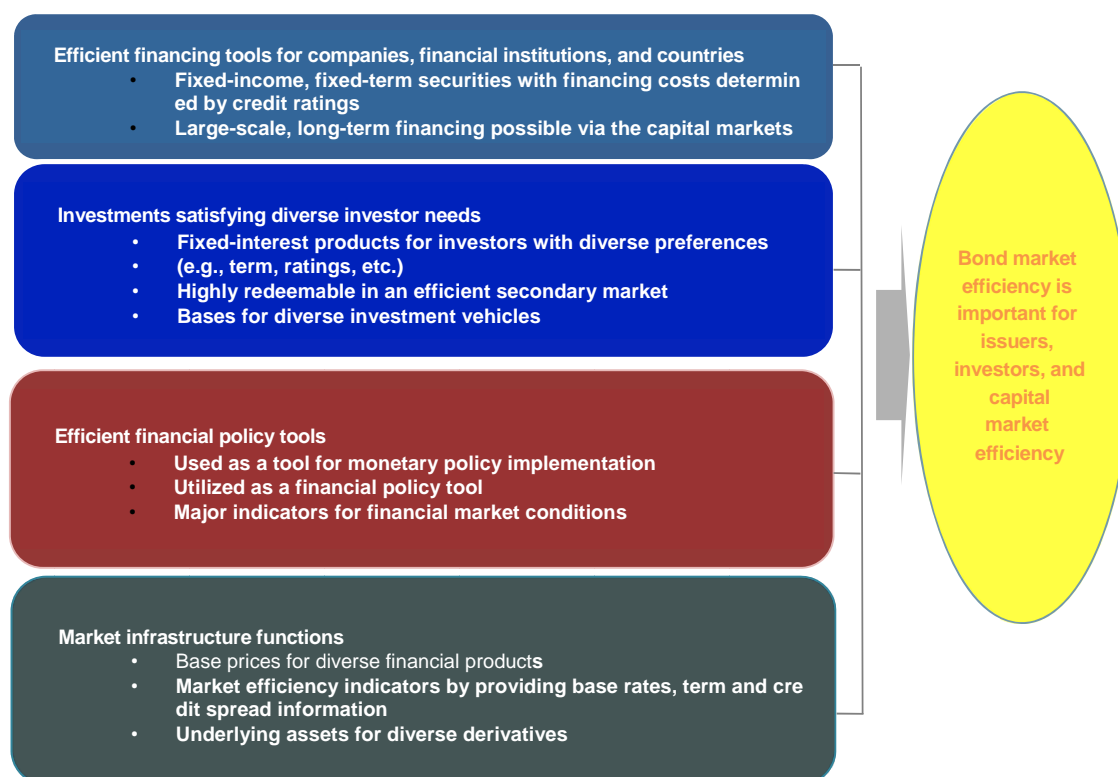 Efficient financing tools for companies, financial institutions, and countries
• Fixed-income, fixed-term securities with financing costs determin
ed by credit ratings
• Large-scale, long-term financing possible via the capital markets
Investments satisfying diverse investor needs
• Fixed-interest products for investors with diverse preferences
• (e.g., term, ratings, etc.)
• Highly redeemable in an efficient secondary market
• Bases for diverse investment vehicles
Efficient financial policy tools
• Used as a tool for monetary policy implementation
• Utilized as a financial policy tool
• Major indicators for financial market conditions
Market infrastructure functions
• Base prices for diverse financial products
• Market efficiency indicators by providing base rates, term and cre
dit spread information
• Underlying assets for diverse derivatives
Bond market
efficiency is
important for
issuers,
investors, and
capital
market
efficiency